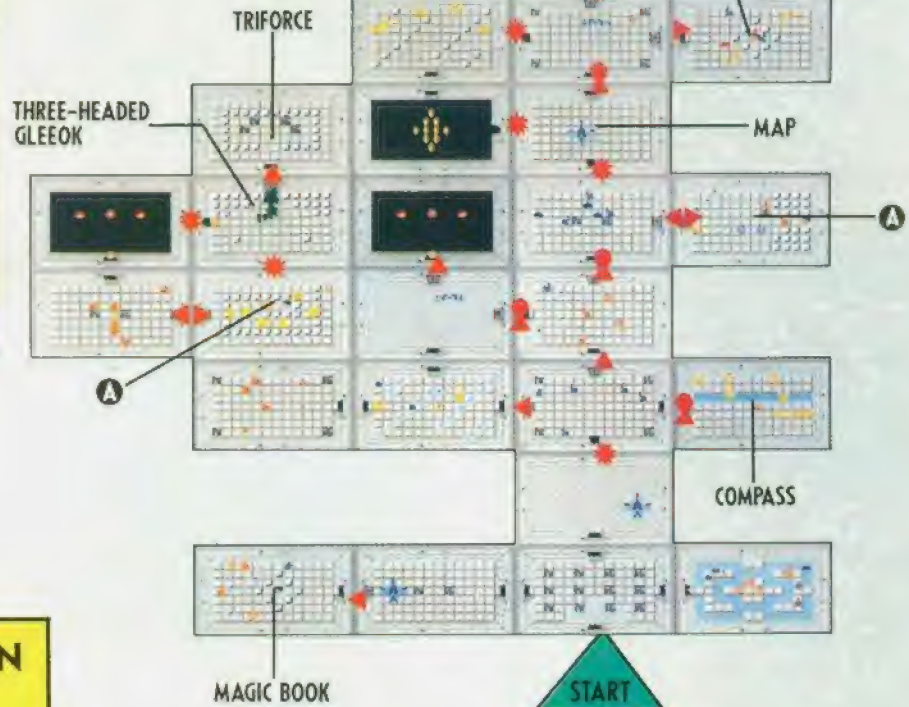 TRIFORCE
THREE-HEADED
GLEEOK
MAP
A
A
COMPASS
N
MAGIC BOOK
START